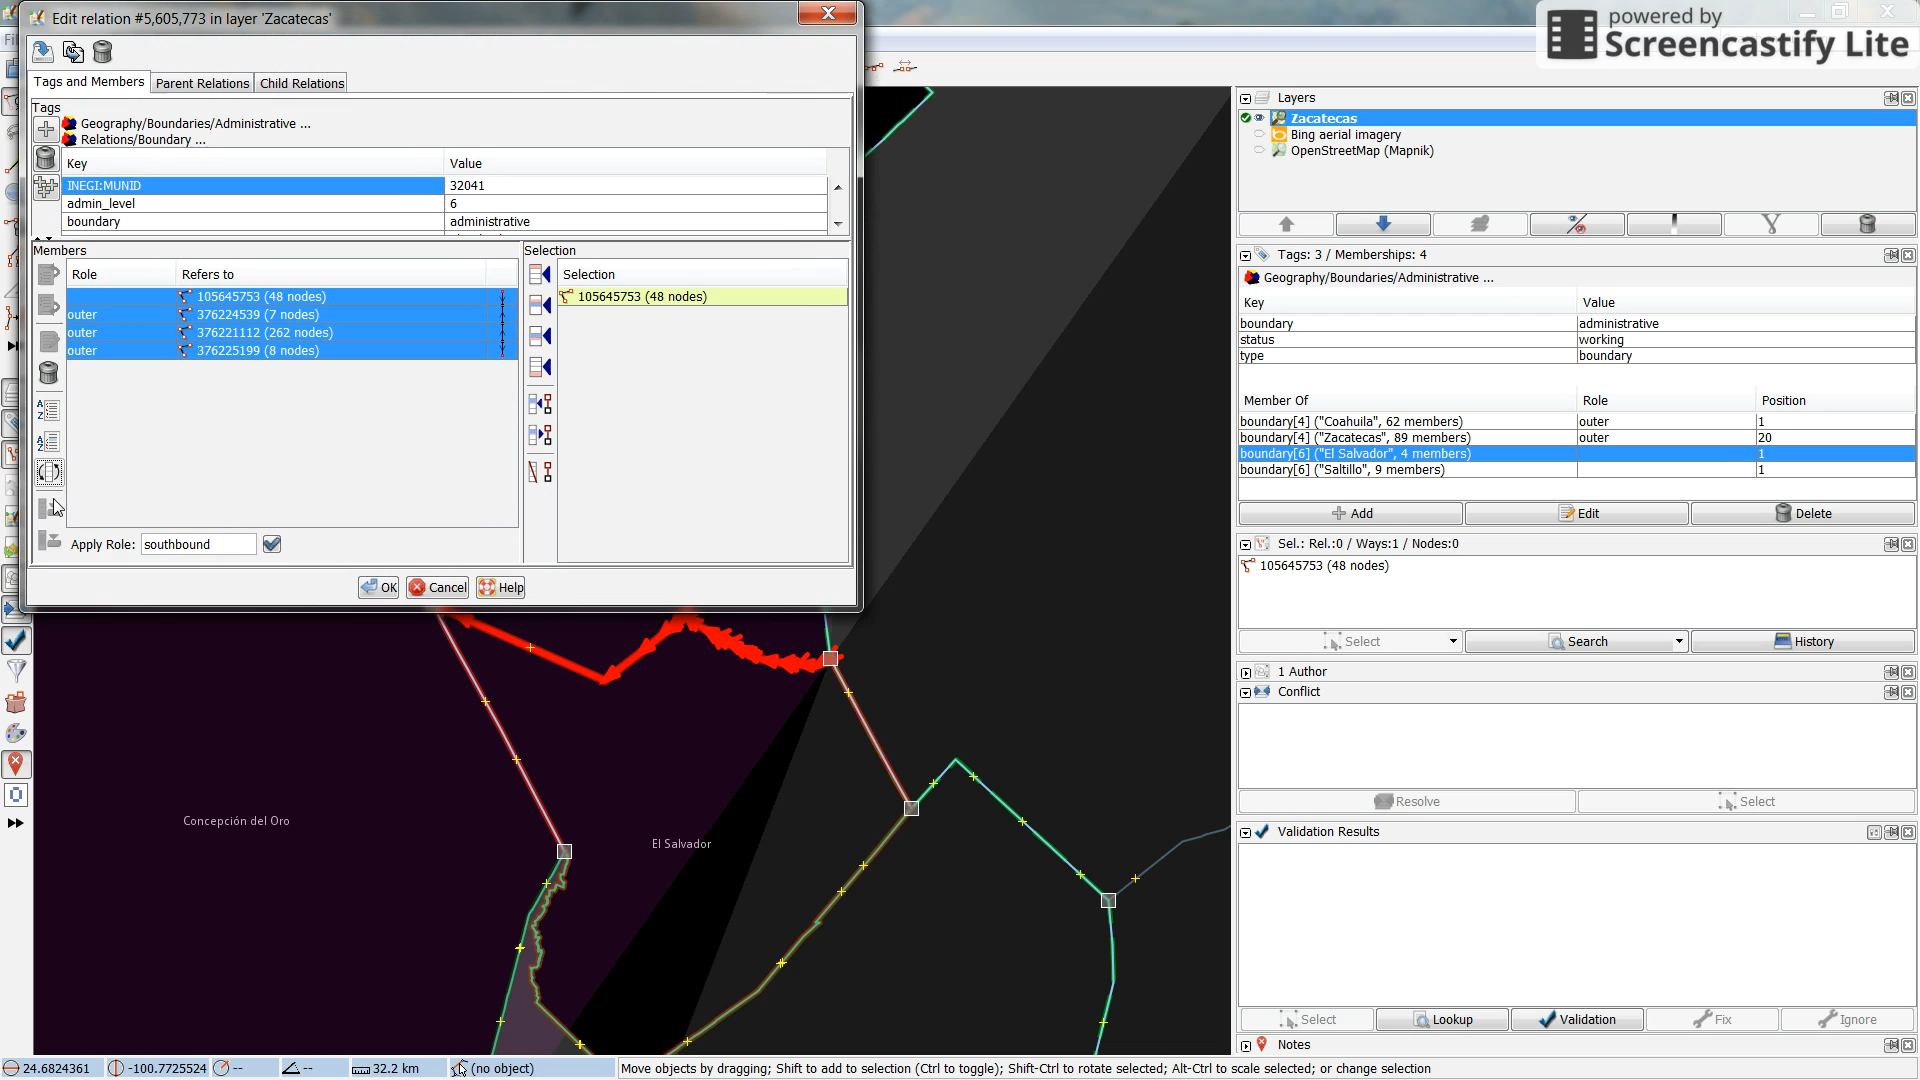 Edit relation #5,605,773 in layer 'Zacatecas'
powered by
Screencastify Lite
Tags and Members
Parent Relations
Child Relations
Tags
Geography/Boundaries/Administrative ...
Relations/Boundary ...
Key
Value
INEGI:MUNID
32041
admin_level
6
boundary
administrative
Members
Role
Refers to
105645753 (48 nodes)
outer
376224539 (7 nodes)
outer
376221112 (262 nodes)
outer
376225199 (8 nodes)
Apply Role:
southbound
Selection
Selection
105645753 (48 nodes)
OK
Cancel
Help
Concepción del Oro
El Salvador
Layers
Zacatecas
Bing aerial imagery
OpenStreetMap (Mapnik)
Tags: 3 / Memberships: 4
Geography/Boundaries/Administrative ...
Key
Value
boundary
administrative
status
working
type
boundary
Member Of
Role
Position
boundary[4] ("Coahuila", 62 members)
outer
1
boundary[4] ("Zacatecas", 89 members)
outer
20
boundary[6] ("El Salvador", 4 members)
1
boundary[6] ("Saltillo", 9 members)
1
Add
Edit
Delete
Sel.: Rel.:0 / Ways:1 / Nodes:0
105645753 (48 nodes)
Select
Search
History
1 Author
Conflict
Resolve
Select
Validation Results
Select
Lookup
Validation
Fix
Ignore
Notes
24.6824361
-100.7725524
--
--
32.2 km
(no object)
Move objects by dragging; Shift to add to selection (Ctrl to toggle); Shift-Ctrl to rotate selected; Alt-Ctrl to scale selected; or change selection